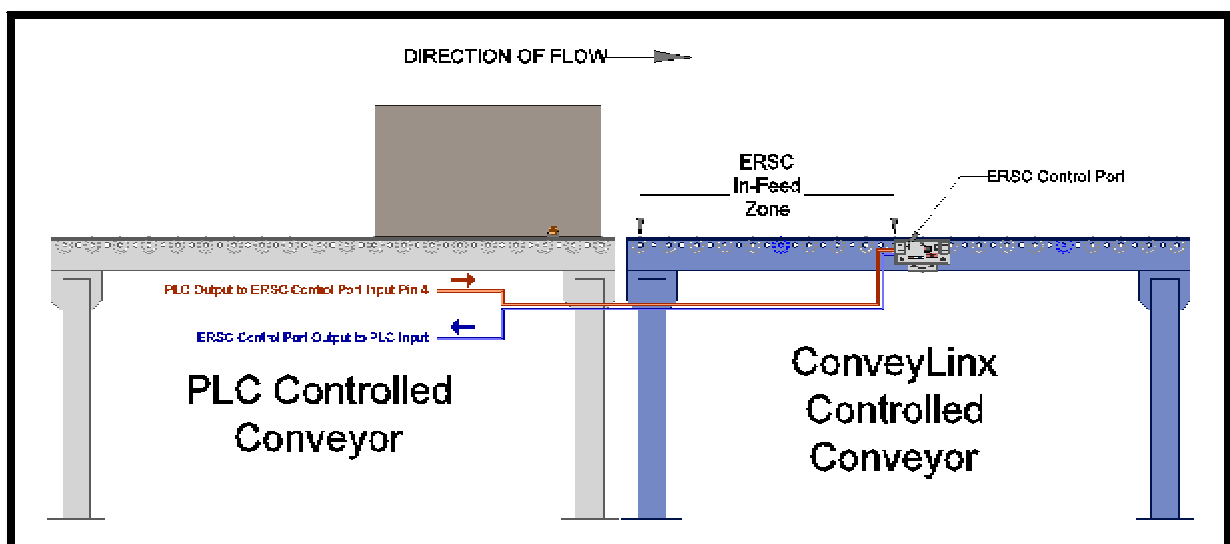 DIRECTION OF FLOW
ERSC
In-Feed
Zone
ERSC Control Port
PLC Output to ERSC Control Port Input Pin 4
ERSC Control Port Output to PLC Input
PLC Controlled
Conveyor
ConveyLinx
Controlled
Conveyor